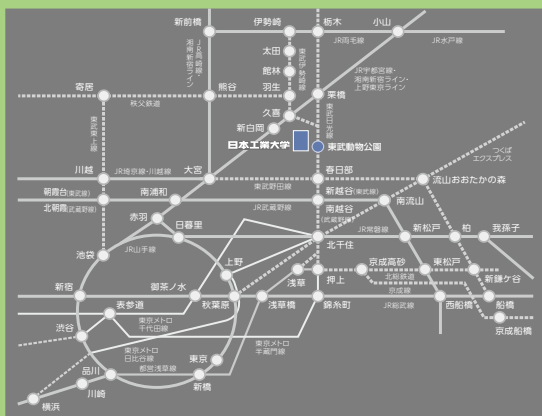 新前橋
伊勢崎
栃木
小山
JR両毛線
JR水戸線
JR高崎線・
湘南新宿ライン
太田
東武伊勢崎線
館林
JR宇都宮線・
湘南新宿ライン・
上野東京ライン
寄居
熊谷
羽生
栗橋
秩父鉄道
久喜
東武日光線
東武東上線
新白岡
日本工業大学
東武動物公園
つくば
エクスプレス
川越
JR埼京線・川越線
大宮
春日部
流山おおたかの森
東武野田線
朝霞台(東武線)
南浦和
新越谷(東武線)
南流山
北朝霞(武蔵野線)
JR武蔵野線
南越谷
(武蔵野線)
赤羽
日暮里
JR常磐線
新松戸
柏
我孫子
北千住
池袋
JR山手線
上野
浅草
押上
京成高砂
東松戸
新鎌ケ谷
北総鉄道
京成線
新宿
御茶ノ水
秋葉原
浅草橋
錦糸町
JR総武線
西船橋
船橋
表参道
東京メトロ
千代田線
渋谷
京成船橋
東京メトロ
日比谷線
東京メトロ
半蔵門線
東京
品川
都営浅草線
川崎
新橋
横浜